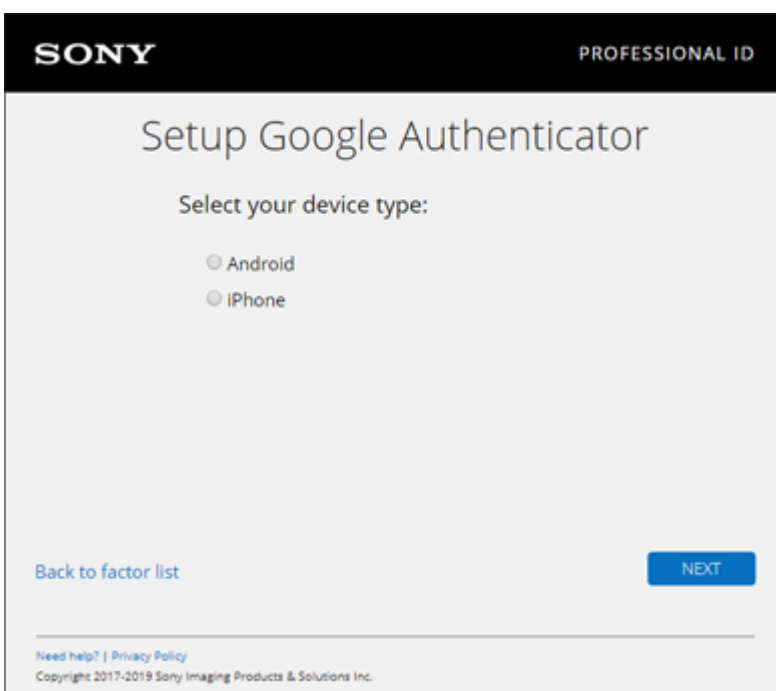 SONY
PROFESSIONAL ID
Setup Google Authenticator
Select your device type:
Android
iPhone
Back to factor list
NEXT
Need help? | Privacy Policy
Copyright 2017-2019 Sony Imaging Products & Solutions Inc.